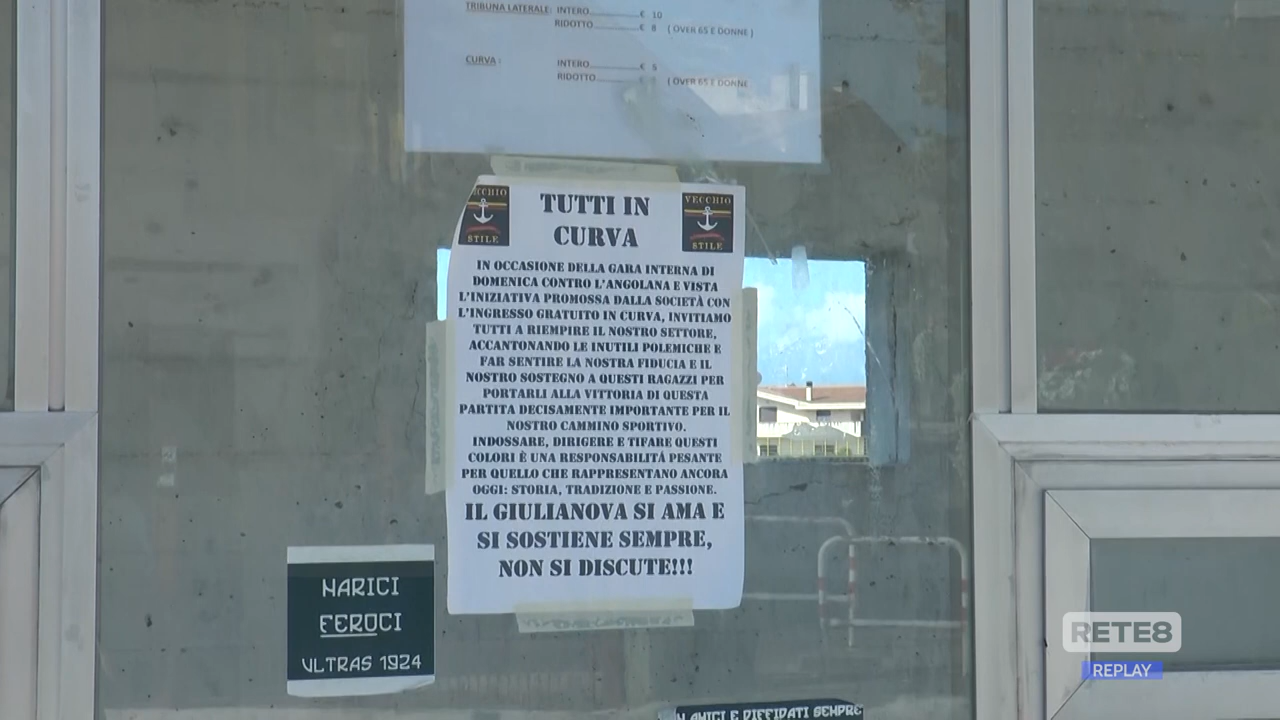 TRIBUNA LATERALE: INTERO € 10
RIDOTTO € 8 ( OVER 65 E DONNE )
CURVA : INTERO € 5
RIDOTTO € ( OVER 65 E DONNE
VECCHIO
STILE
TUTTI IN
CURVA
VECCHIO
STILE
IN OCCASIONE DELLA GARA INTERNA DI
DOMENICA CONTRO L'ANGOLANA E VISTA
L'INIZIATIVA PROMOSSA DALLA SOCIETÀ CON
L'INGRESSO GRATUITO IN CURVA, INVITIAMO
TUTTI A RIEMPIRE IL NOSTRO SETTORE,
ACCANTONANDO LE INUTILI POLEMICHE E
FAR SENTIRE LA NOSTRA FIDUCIA E IL
NOSTRO SOSTEGNO A QUESTI RAGAZZI PER
PORTARLI ALLA VITTORIA DI QUESTA
PARTITA DECISAMENTE IMPORTANTE PER IL
NOSTRO CAMMINO SPORTIVO.
INDOSSARE, DIRIGERE E TIFARE QUESTI
COLORI È UNA RESPONSABILITÁ PESANTE
PER QUELLO CHE RAPPRESENTANO ANCORA
OGGI: STORIA, TRADIZIONE E PASSIONE.
IL GIULIANOVA SI AMA E
SI SOSTIENE SEMPRE,
NON SI DISCUTE!!!
NARICI
FEROCI
ULTRAS 1924
AMICI E DIFFIDATI SEMPRE
RETE8
REPLAY